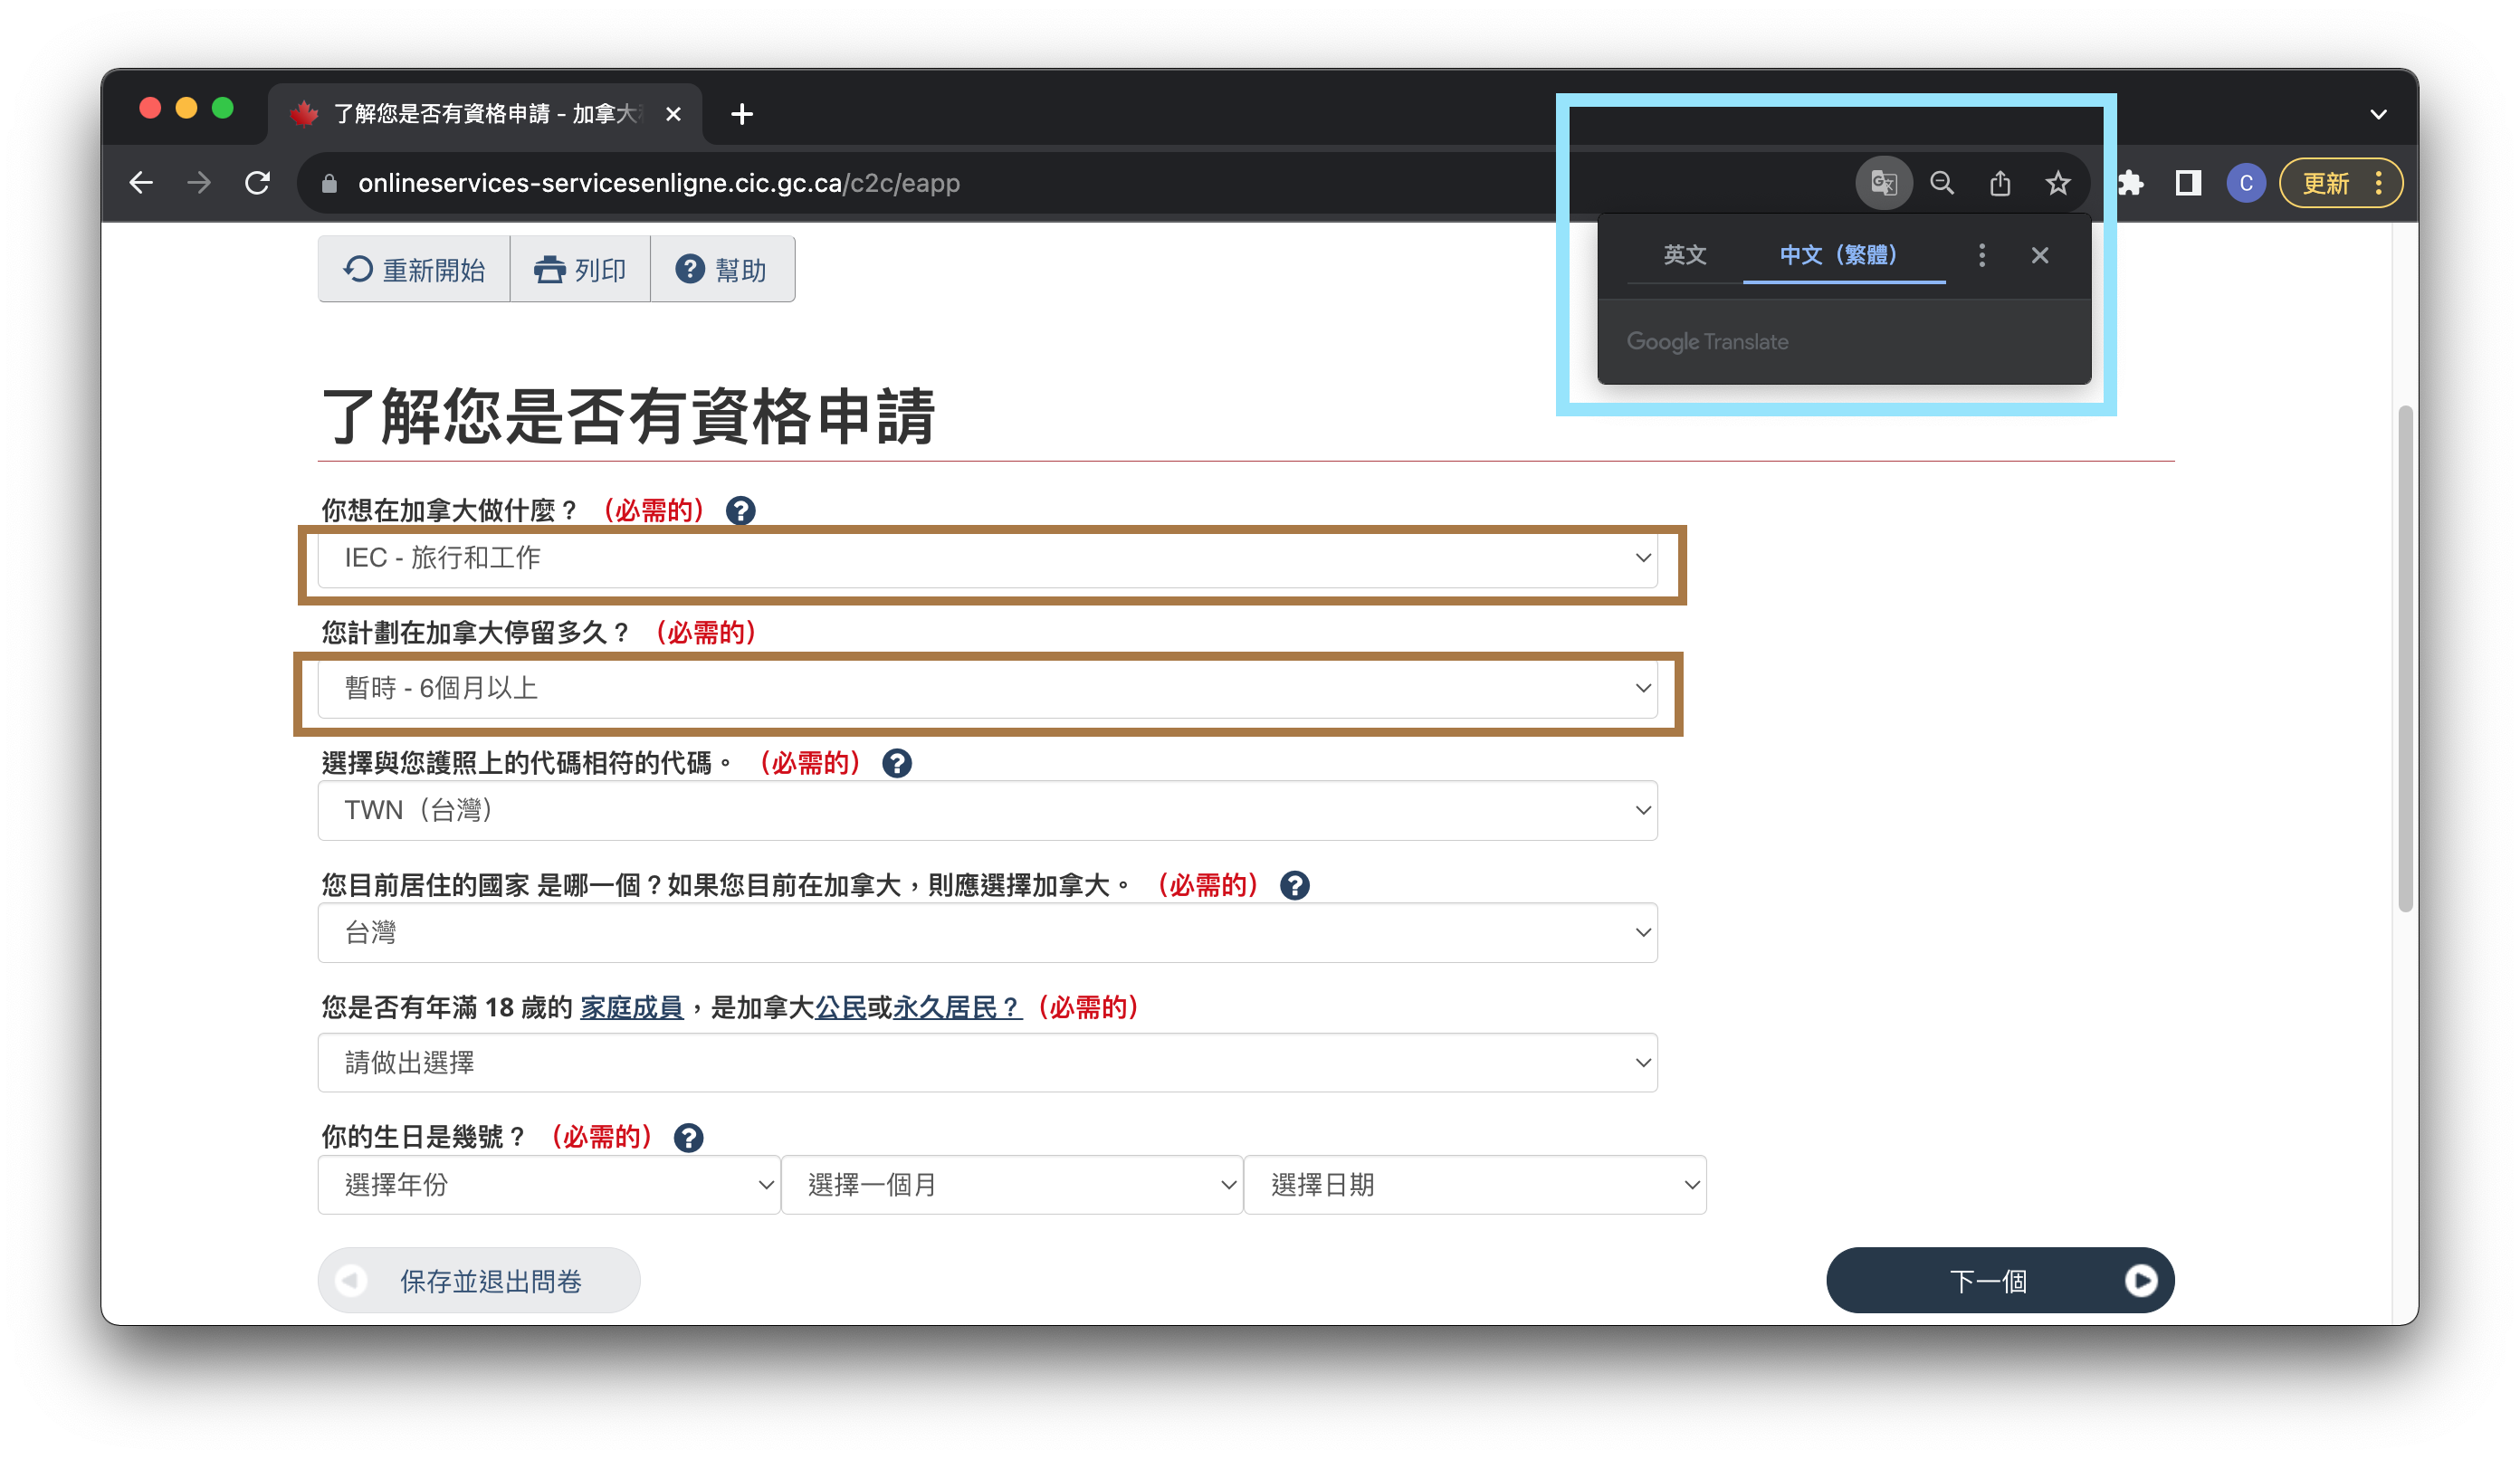 了解您是否有資格申請 - 加拿大
onlineservices-servicesenligne.cic.gc.ca/c2c/eapp
C
更新
英文
中文（繁體）
Google Translate
重新開始
列印
幫助
了解您是否有資格申請
你想在加拿大做什麼？ （必需的）
IEC - 旅行和工作
您計劃在加拿大停留多久？ （必需的）
暫時 - 6個月以上
選擇與您護照上的代碼相符的代碼。 （必需的）
TWN（台灣）
您目前居住的國家 是哪一個？如果您目前在加拿大，則應選擇加拿大。 （必需的）
台灣
您是否有年滿 18 歲的 家庭成員，是加拿大公民或永久居民？（必需的）
請做出選擇
你的生日是幾號？ （必需的）
選擇年份 選擇一個月 選擇日期
保存並退出問卷
下一個